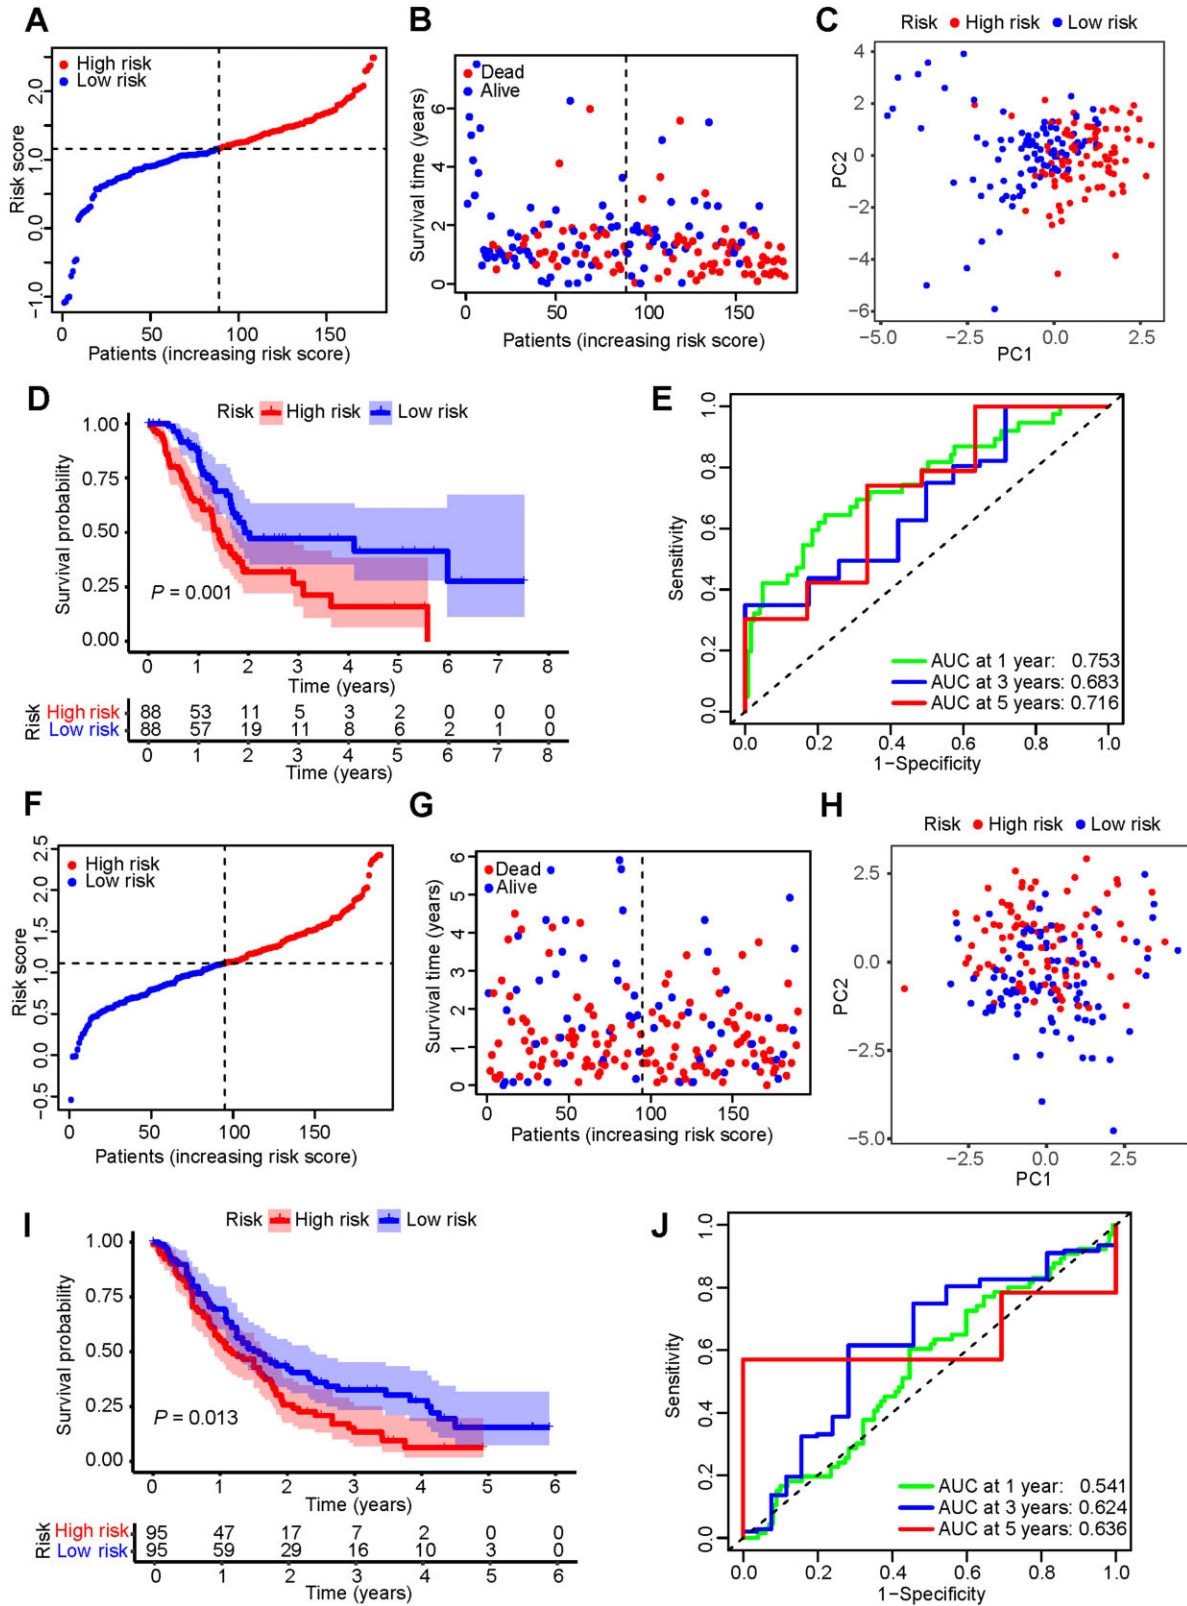 A
High risk
Low risk
Risk score
−1.0 0.0 1.0 2.0
0 50 100 150
Patients (increasing risk score)
B
Dead
Alive
Survival time (years)
0 2 4 6
0 50 100 150
Patients (increasing risk score)
C
Risk High risk Low risk
PC2
4
2
0
−2
−4
−6
−5.0 −2.5 0.0 2.5
PC1
D
Risk High risk Low risk
Survival probability
1.00
0.75
0.50
0.25
0.00
P = 0.001
0 1 2 3 4 5 6 7 8
Time (years)
Risk
High risk 88 53 11 5 3 2 0 0 0
Low risk 88 57 19 11 8 6 2 1 0
0 1 2 3 4 5 6 7 8
Time (years)
E
Sensitivity
0.0 0.2 0.4 0.6 0.8 1.0
AUC at 1 year: 0.753
AUC at 3 years: 0.683
AUC at 5 years: 0.716
0.0 0.2 0.4 0.6 0.8 1.0
1−Specificity
F
High risk
Low risk
Risk score
−0.5 0.0 0.5 1.0 1.5 2.0 2.5
0 50 100 150
Patients (increasing risk score)
G
Dead
Alive
Survival time (years)
0 1 2 3 4 5 6
0 50 100 150
Patients (increasing risk score)
H
Risk High risk Low risk
PC2
2.5
0.0
−2.5
−5.0
−2.5 0.0 2.5
PC1
I
Risk High risk Low risk
Survival probability
1.00
0.75
0.50
0.25
0.00
P = 0.013
0 1 2 3 4 5 6
Time (years)
Risk
High risk 95 47 17 7 2 0 0
Low risk 95 59 29 16 10 3 0
0 1 2 3 4 5 6
Time (years)
J
Sensitivity
0.0 0.2 0.4 0.6 0.8 1.0
AUC at 1 year: 0.541
AUC at 3 years: 0.624
AUC at 5 years: 0.636
0.0 0.2 0.4 0.6 0.8 1.0
1−Specificity